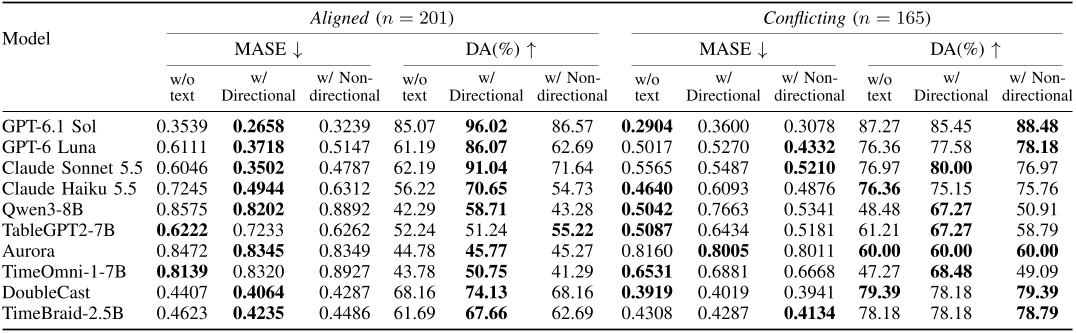 Model Aligned (n = 201) Conflicting (n = 165)
MASE ↓ DA(%) ↑ MASE ↓ DA(%) ↑
w/o text w/ Directional w/ Non-directional w/o text w/ Directional w/ Non-directional w/o text w/ Directional w/ Non-directional w/o text w/ Directional w/ Non-directional
GPT-6.1 Sol 0.3539 0.2658 0.3239 85.07 96.02 86.57 0.2904 0.3600 0.3078 87.27 85.45 88.48
GPT-6 Luna 0.6111 0.3718 0.5147 61.19 86.07 62.69 0.5017 0.5270 0.4332 76.36 77.58 78.18
Claude Sonnet 5.5 0.6046 0.3502 0.4787 62.19 91.04 71.64 0.5565 0.5487 0.5210 76.97 80.00 76.97
Claude Haiku 5.5 0.7245 0.4944 0.6312 56.22 70.65 54.73 0.4640 0.6093 0.4876 76.36 75.15 75.76
Qwen3-8B 0.8575 0.8202 0.8892 42.29 58.71 43.28 0.5042 0.7663 0.5341 48.48 67.27 50.91
TableGPT2-7B 0.6222 0.7233 0.6262 52.24 51.24 55.22 0.5087 0.6434 0.5181 61.21 67.27 58.79
Aurora 0.8472 0.8345 0.8349 44.78 45.77 45.27 0.8160 0.8005 0.8011 60.00 60.00 60.00
TimeOmni-1-7B 0.8139 0.8320 0.8927 43.78 50.75 41.29 0.6531 0.6881 0.6668 47.27 68.48 49.09
DoubleCast 0.4407 0.4064 0.4287 68.16 74.13 68.16 0.3919 0.4019 0.3941 79.39 78.18 79.39
TimeBraid-2.5B 0.4623 0.4235 0.4486 61.69 67.66 62.69 0.4308 0.4287 0.4134 78.18 78.18 78.79